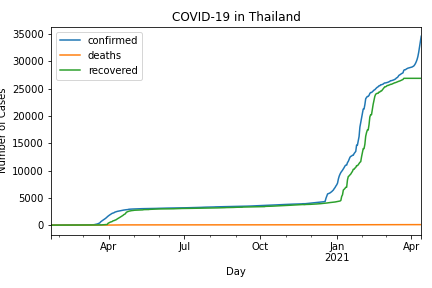 COVID-19 in Thailand
confirmed
deaths
recovered
35000
30000
25000
20000
15000
10000
5000
0
Number of Cases
Apr
Jul
Oct
Jan
2021
Apr
Day